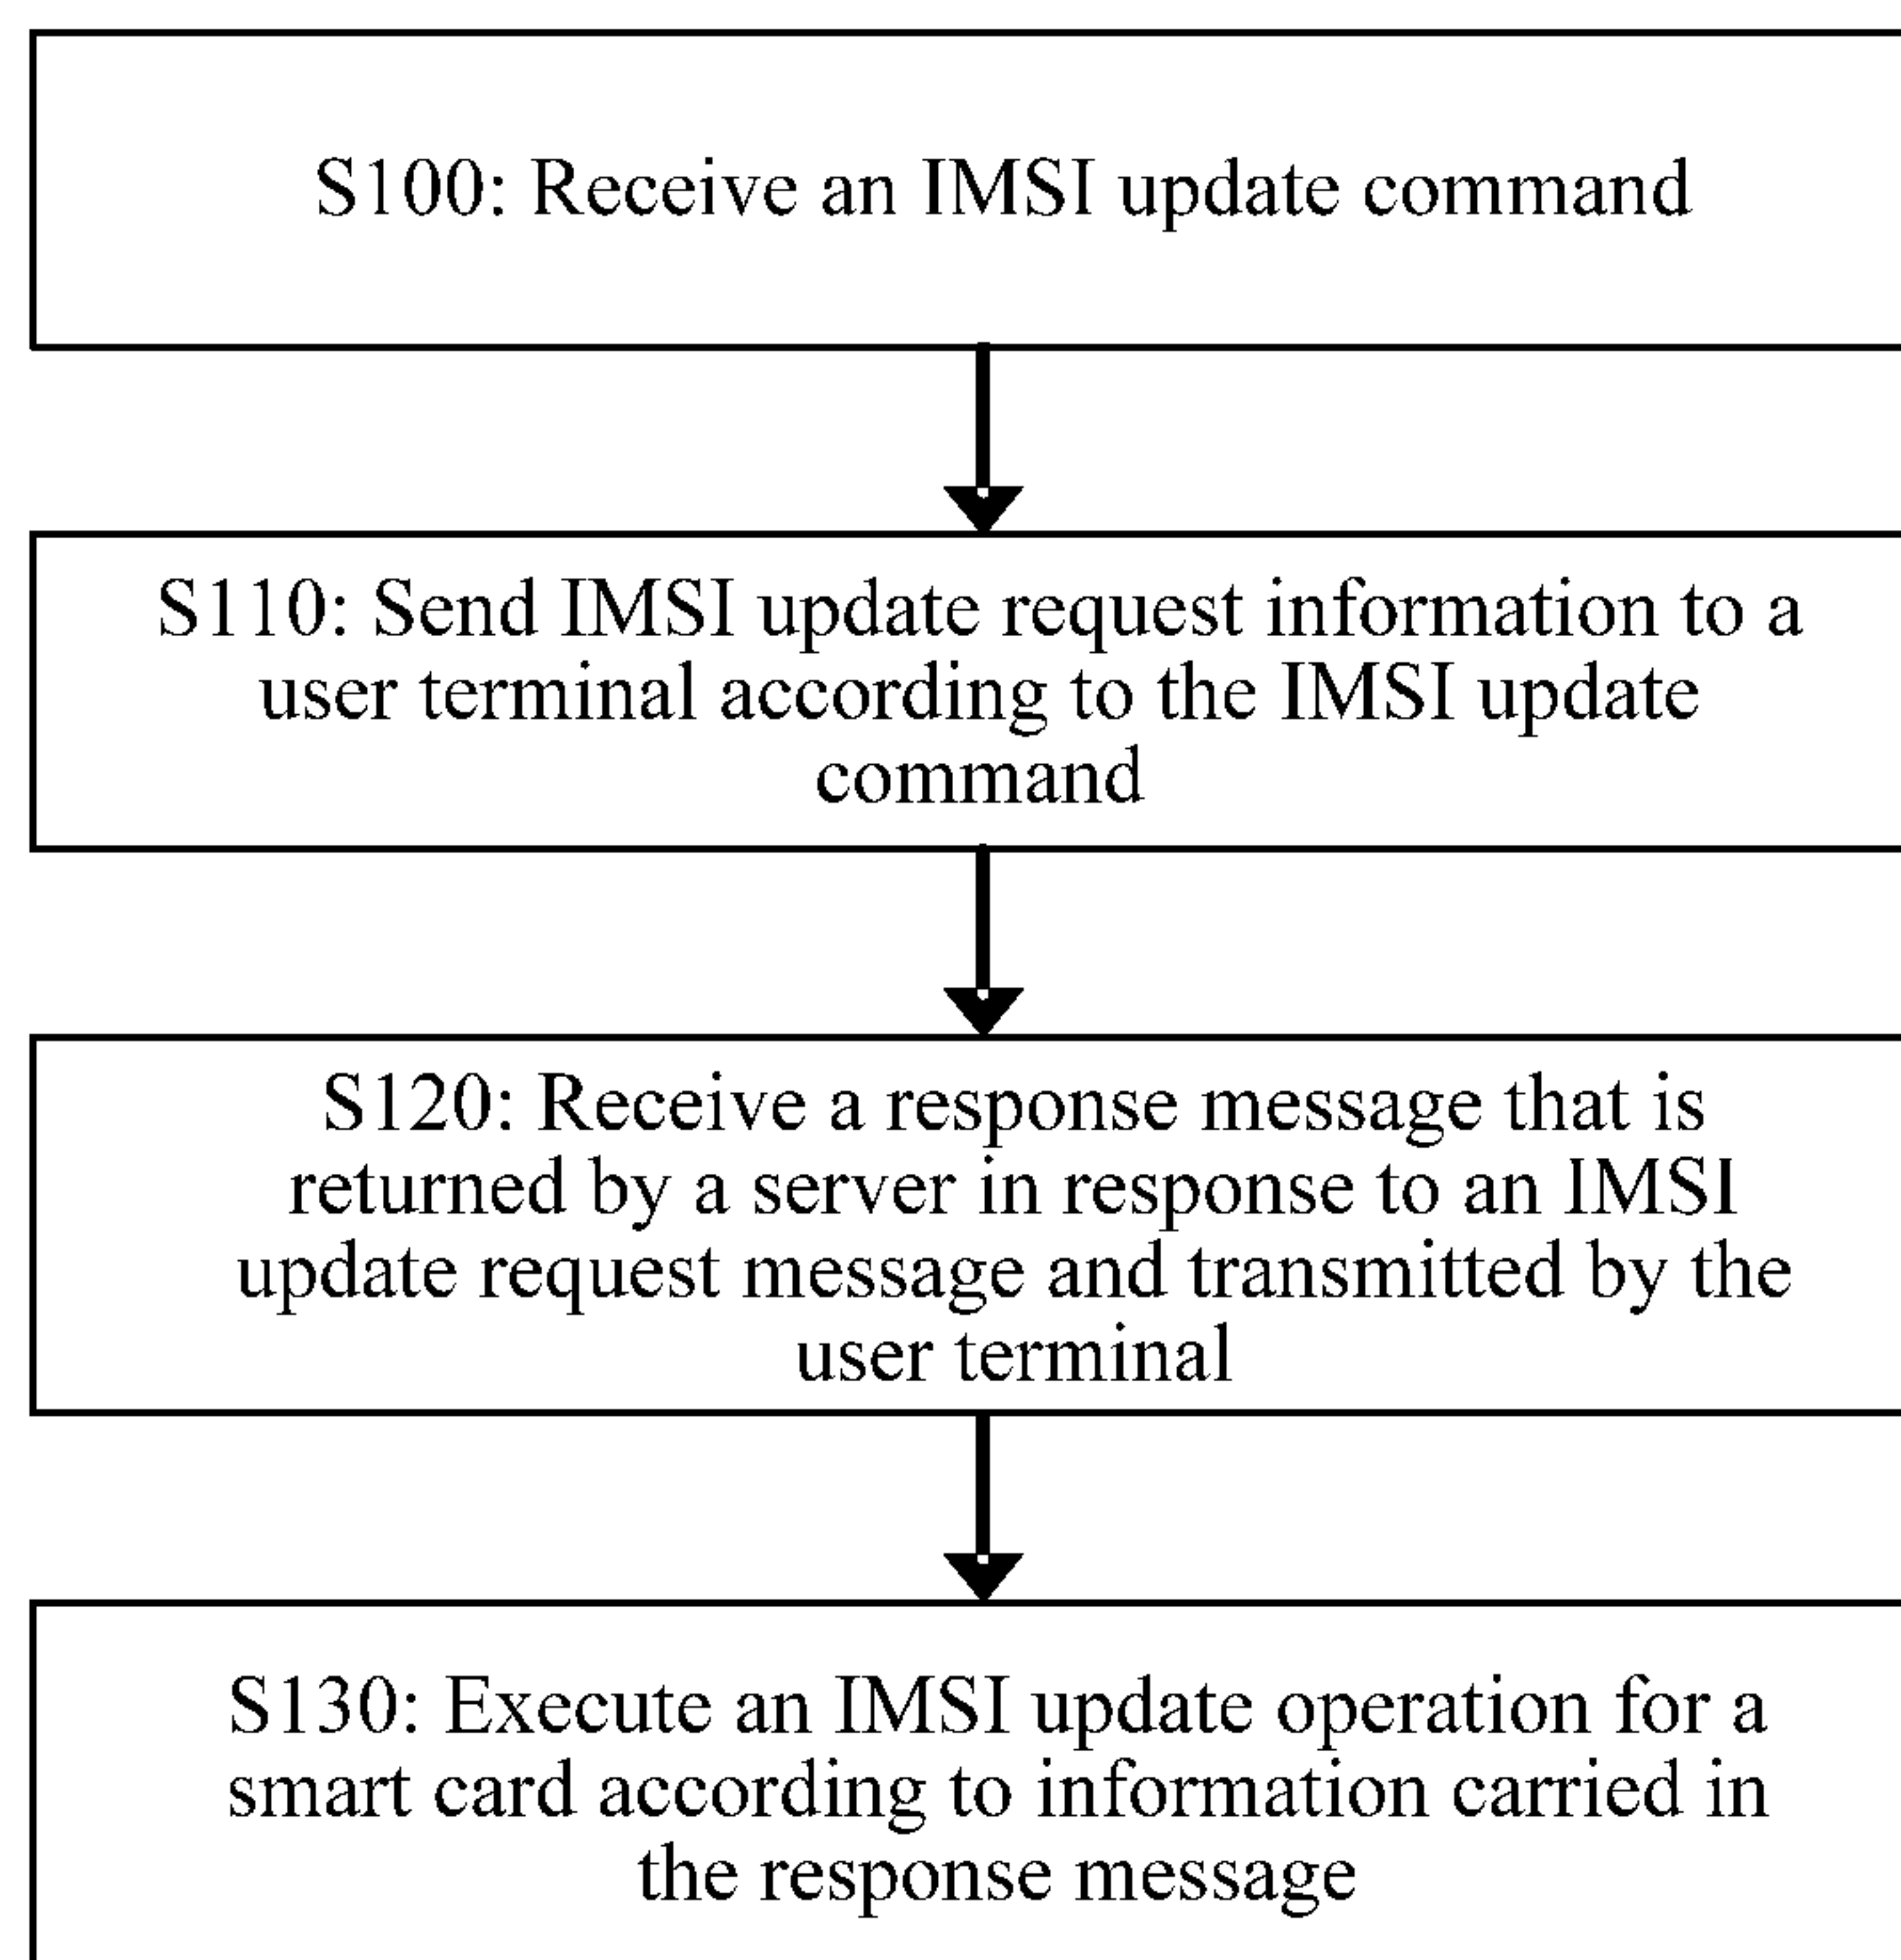 S100: Receive an IMSI update command
S110: Send IMSI update request information to a
user terminal according to the IMSI update
command
S120: Receive a response message that is
returned by a server in response to an IMSI
update request message and transmitted by the
user terminal
S130: Execute an IMSI update operation for a
smart card according to information carried in
the response message